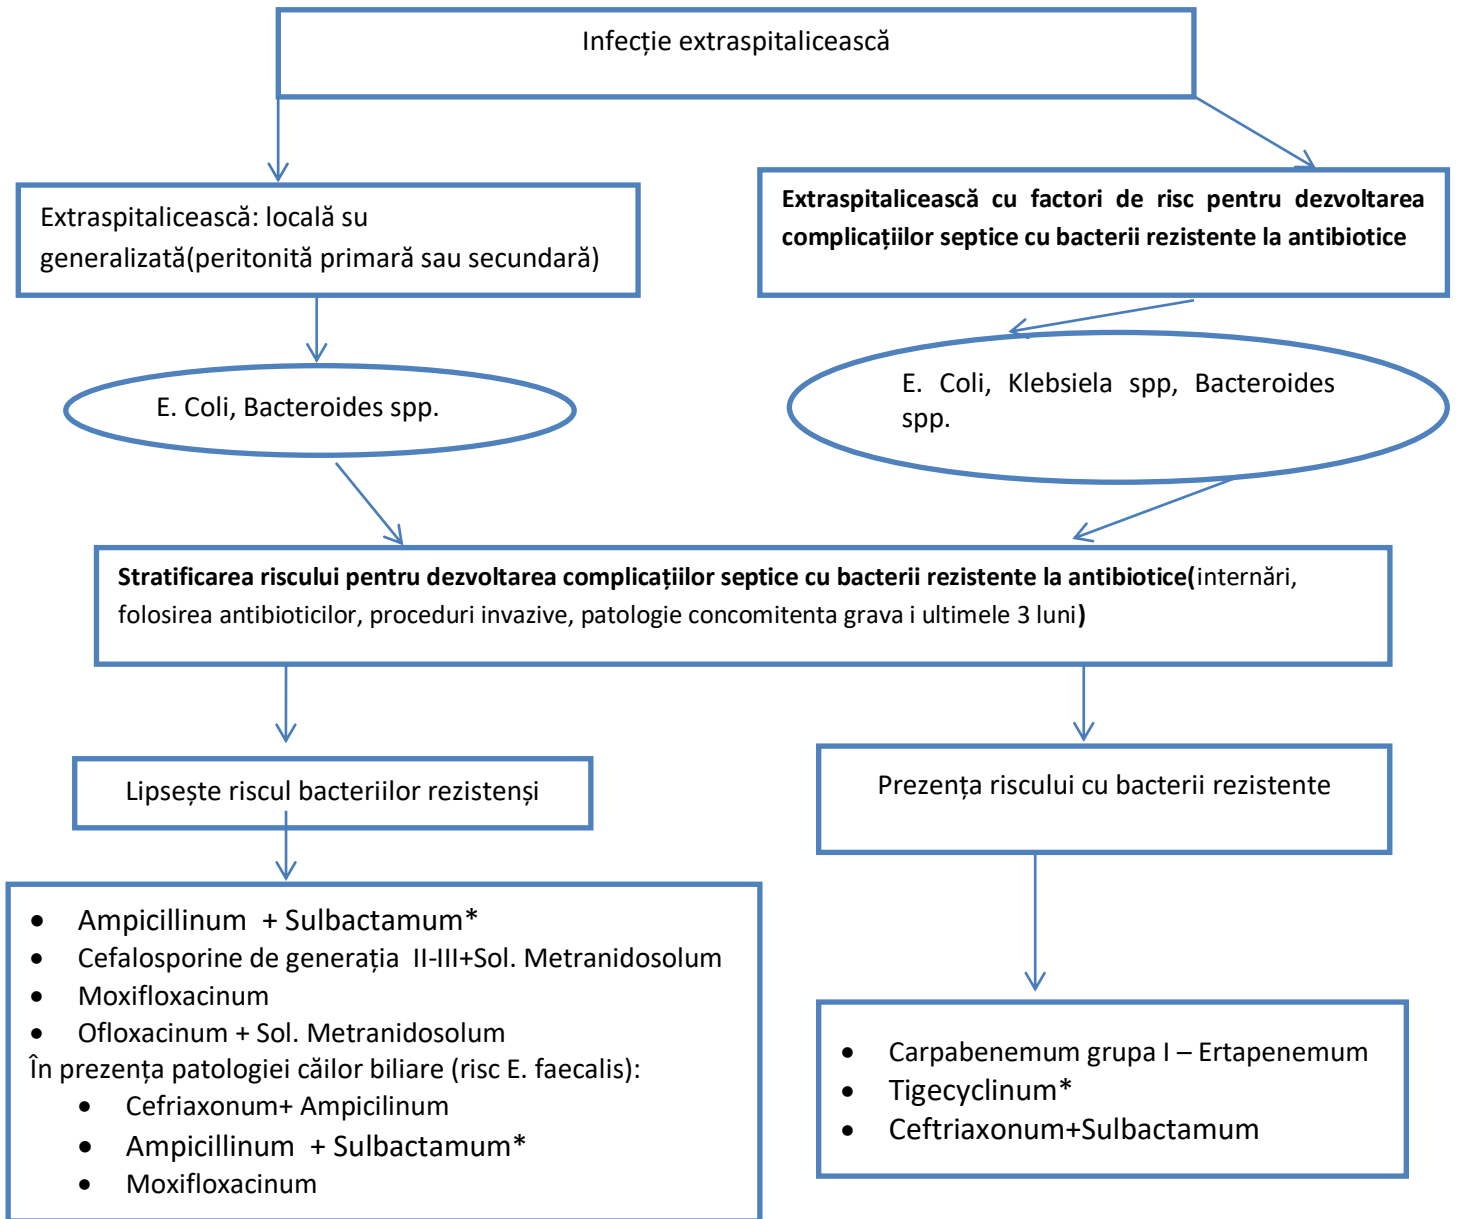 Infecție extraspitalicească
Extraspitalicească: locală su
generalizată(peritonită primară sau secundară)
Extraspitalicească cu factori de risc pentru dezvoltarea
complicațiilor septice cu bacterii rezistente la antibiotice
E. Coli, Bacteroides spp.
E. Coli, Klebsiela spp, Bacteroides
spp.
Stratificarea riscului pentru dezvoltarea complicațiilor septice cu bacterii rezistente la antibiotice(internări,
folosirea antibioticilor, proceduri invazive, patologie concomitenta grava i ultimele 3 luni)
Lipsește riscul bacteriilor rezistenși
Prezența riscului cu bacterii rezistente
• Ampicillinum + Sulbactamum*
• Cefalosporine de generația II-III+Sol. Metranidosolum
• Moxifloxacinum
• Ofloxacinum + Sol. Metranidosolum
În prezența patologiei căilor biliare (risc E. faecalis):
• Cefriaxonum+ Ampicilinum
• Ampicillinum + Sulbactamum*
• Moxifloxacinum
• Carpabenemum grupa I – Ertapenemum
• Tigecyclinum*
• Ceftriaxonum+Sulbactamum